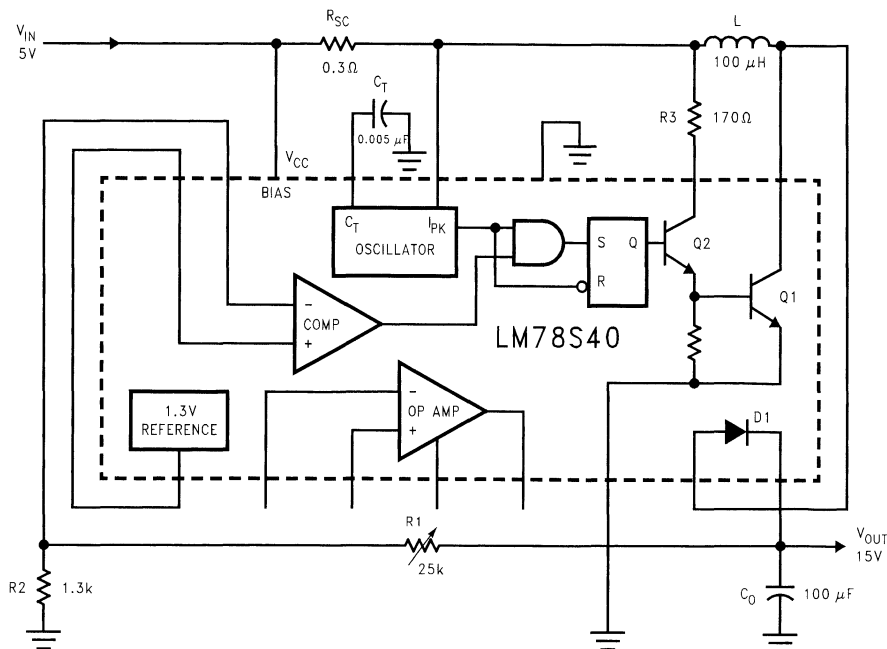 V_IN
5V
R_SC
0.3Ω
L
100 μH
C_T
0.005 μF
R3
170Ω
V_CC
BIAS
C_T
I_PK
OSCILLATOR
S
Q
R
Q2
Q1
-
COMP
+
LM78S40
1.3V
REFERENCE
-
OP AMP
+
D1
R1
25k
V_OUT
15V
R2
1.3k
C_O
100 μF